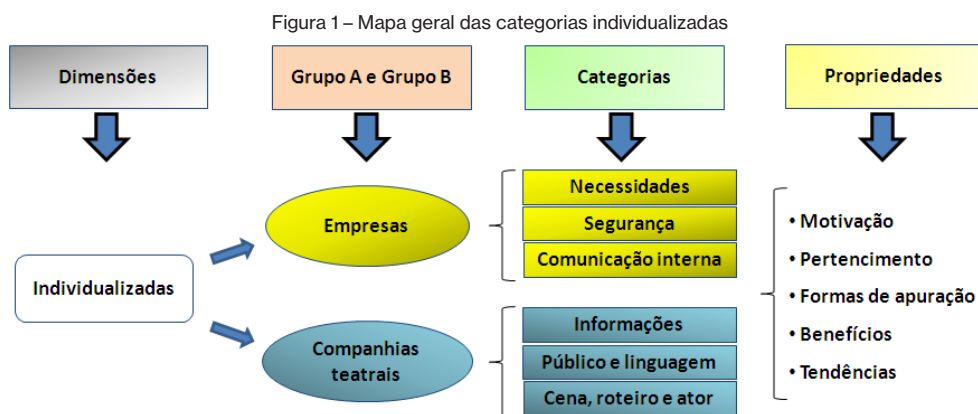 Figura 1 – Mapa geral das categorias individualizadas
Dimensões
Grupo A e Grupo B
Categorias
Propriedades
Individualizadas
Empresas
Necessidades
Segurança
Comunicação interna
Companhias
teatrais
Informações
Público e linguagem
Cena, roteiro e ator
• Motivação
• Pertencimento
• Formas de apuração
• Benefícios
• Tendências